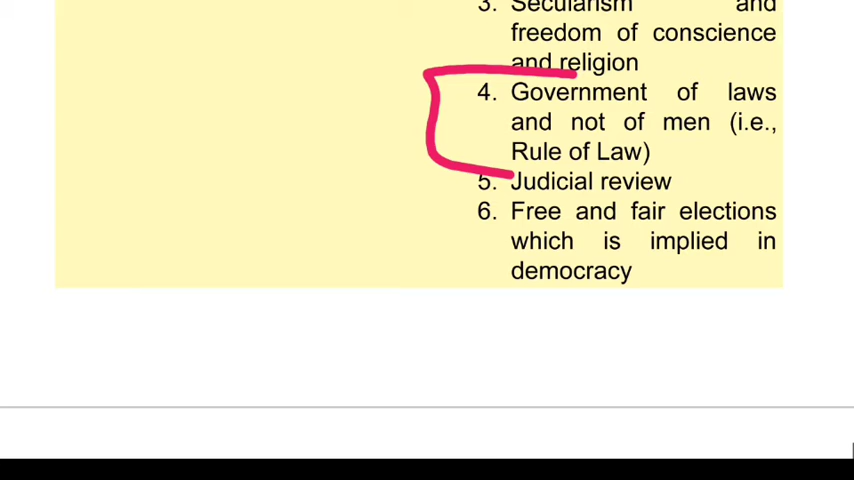 3. Secularism and
freedom of conscience
and religion
4. Government of laws
and not of men (i.e.,
Rule of Law)
5. Judicial review
6. Free and fair elections
which is implied in
democracy